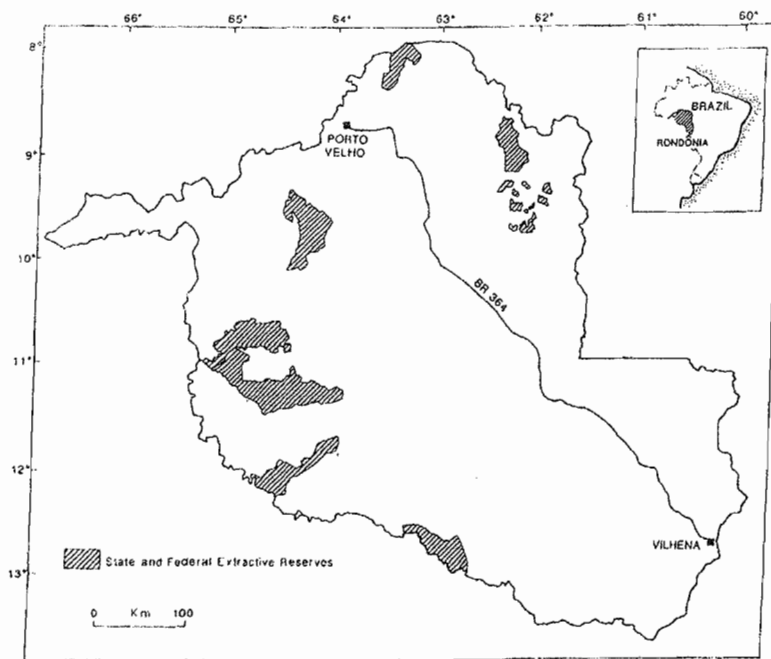 66°
65°
64°
63°
62°
61°
60°
8°
9°
10°
11°
12°
13°
PORTO
VELHO
BR 364
VILHENA
BRAZIL
RONDONIA
State and Federal Extractive Reserves
0 Km 100